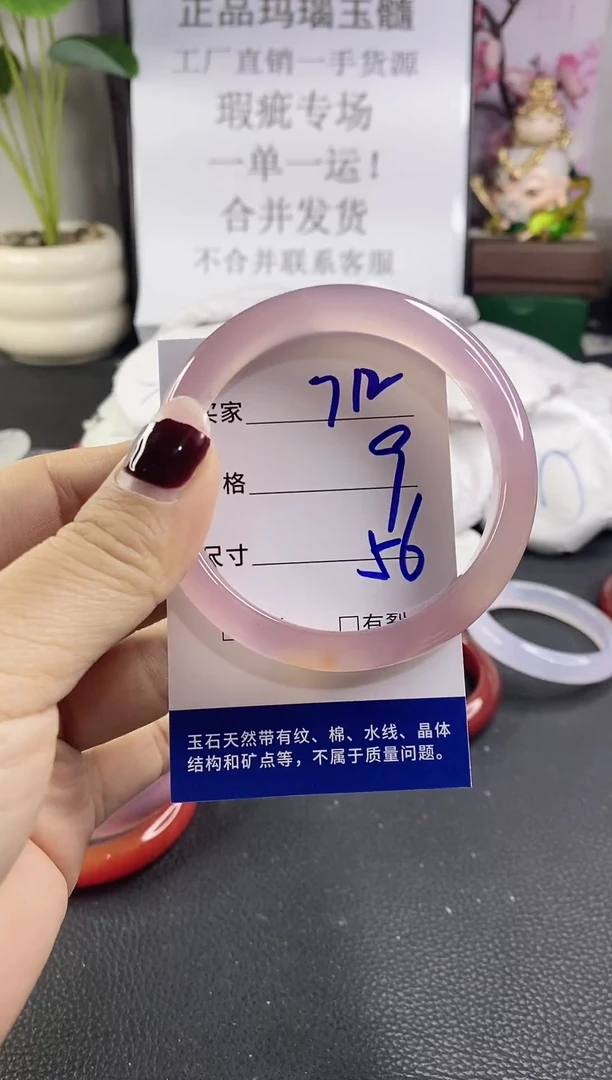 正品玛瑙玉髓
工厂直销一手货源
瑕疵专场
一单一运！
合并发货
不合并联系客服
买家 712
格 9
尺寸 56
□有裂
玉石天然带有纹、棉、水线、晶体
结构和矿点等，不属于质量问题。